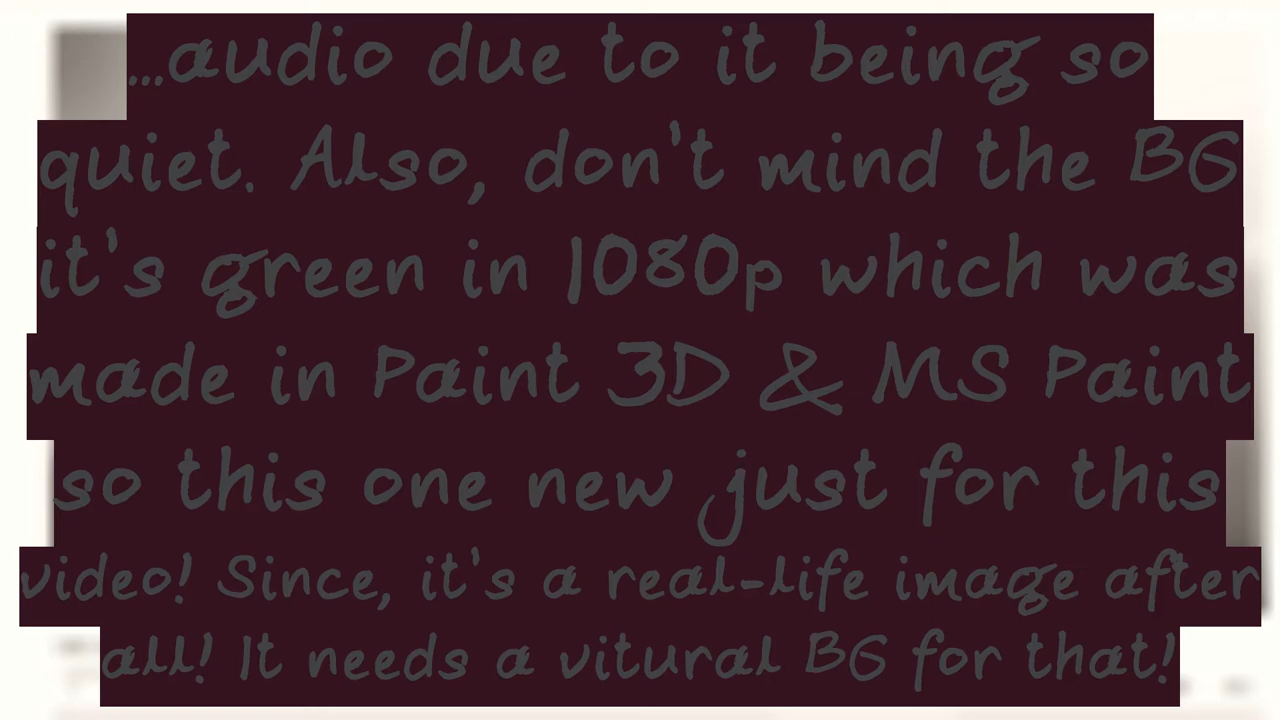 ...audio due to it being so
quiet. Also, don't mind the BG
it's green in 1080p which was
made in Paint 3D & MS Paint
so this one new just for this
video! Since, it's a real-life image after
all! It needs a vitural BG for that!